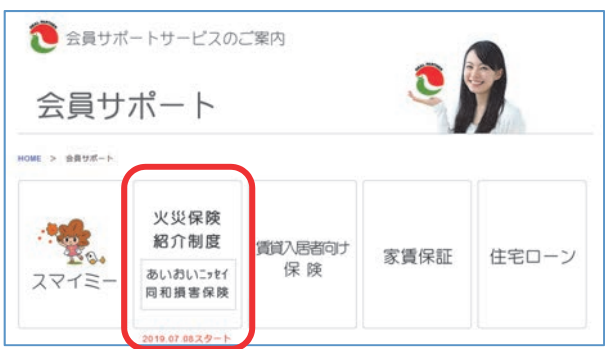 会員サポートサービスのご案内
会員サポート
HOME > 会員サポート
スマイミー
火災保険
紹介制度
あいおいニッセイ
同和損害保険
2019.07.08スタート
賃貸入居者向け
保険
家賃保証
住宅ローン